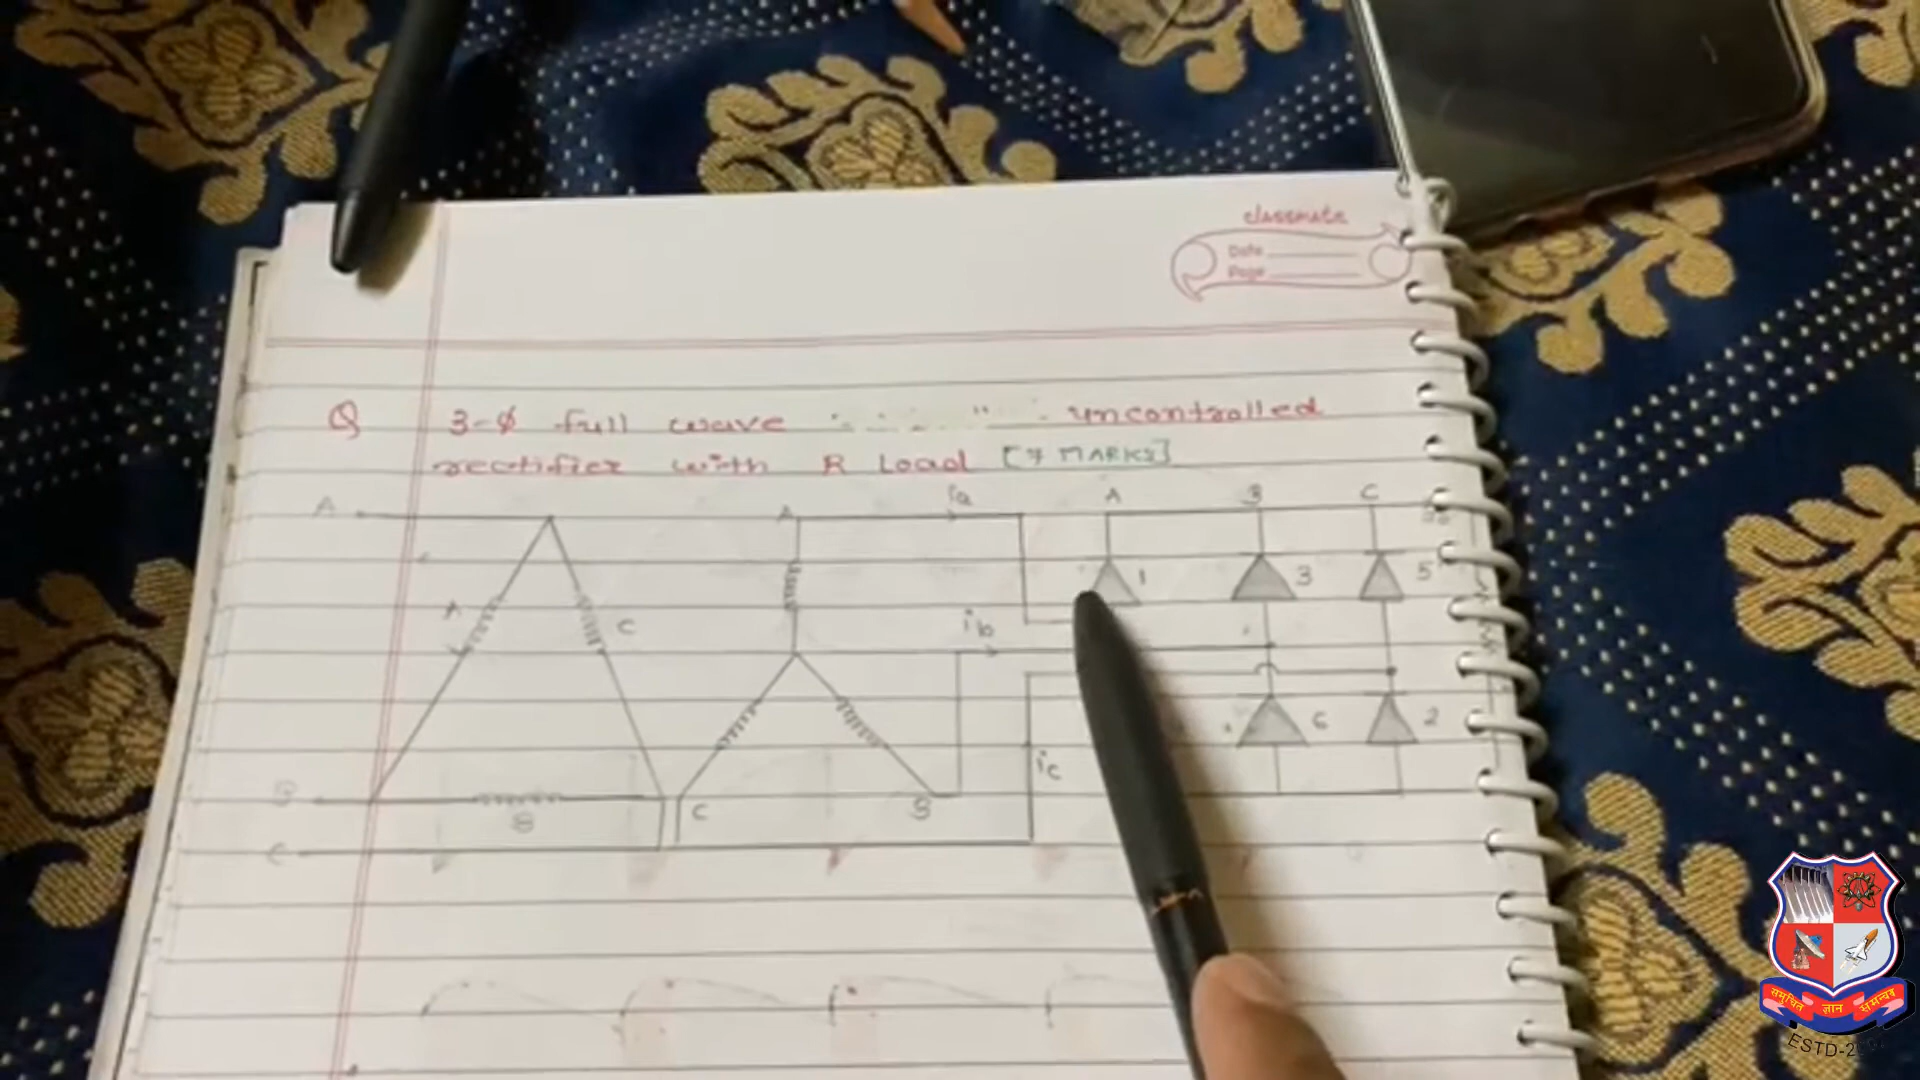 classmate
Date
Page
Q 3-φ full wave uncontrolled
rectifier with R Load [7 MARKS]
A A ia A B C
1 3 5
A C ib
6 2
ic
B B C B
C
समुचित ज्ञान समन्वय